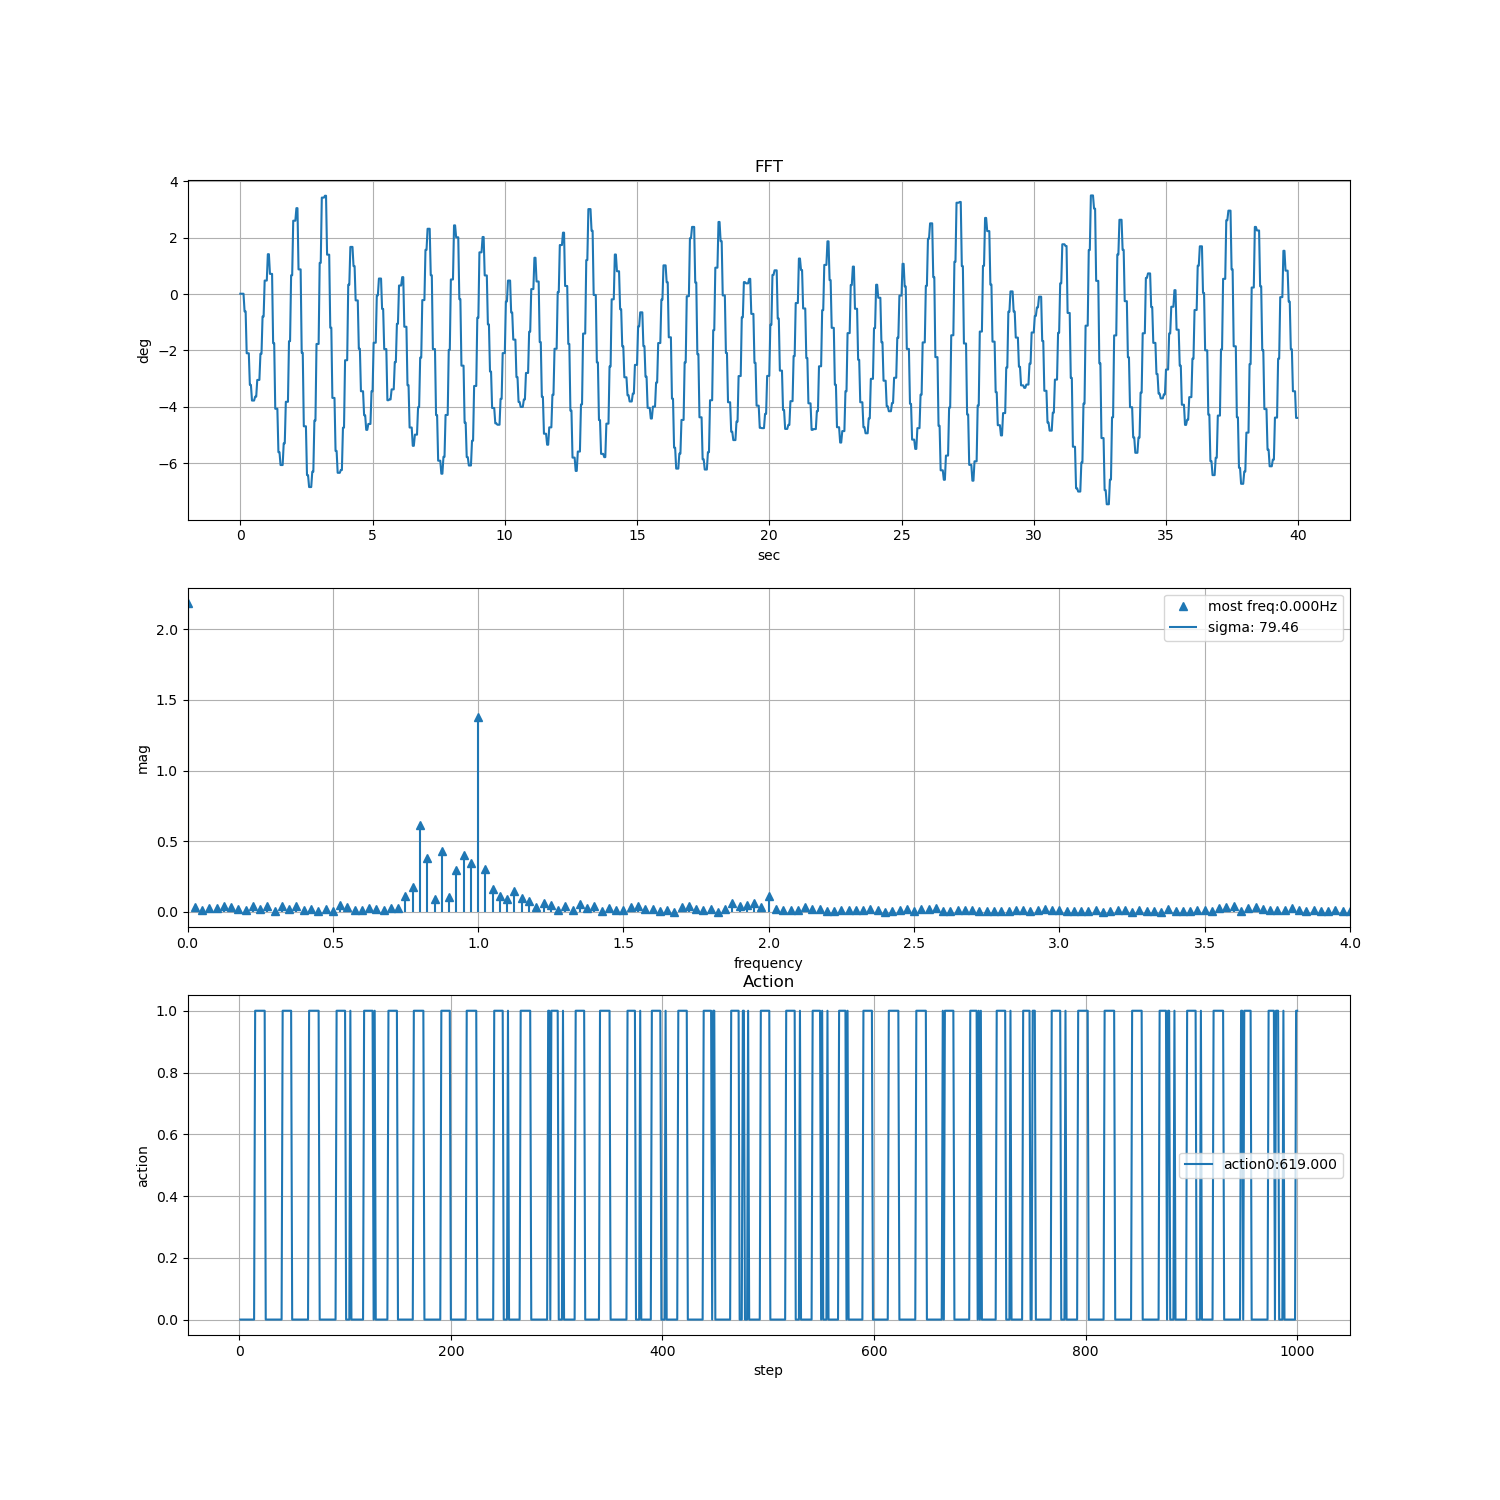 FFT
4
2
0
−2
−4
−6
deg
0 5 10 15 20 25 30 35 40
sec
most freq:0.000Hz
sigma: 79.46
2.0
1.5
1.0
0.5
0.0
mag
0.0 0.5 1.0 1.5 2.0 2.5 3.0 3.5 4.0
frequency
Action
1.0
0.8
0.6
0.4
0.2
0.0
action
action0:619.000
0 200 400 600 800 1000
step